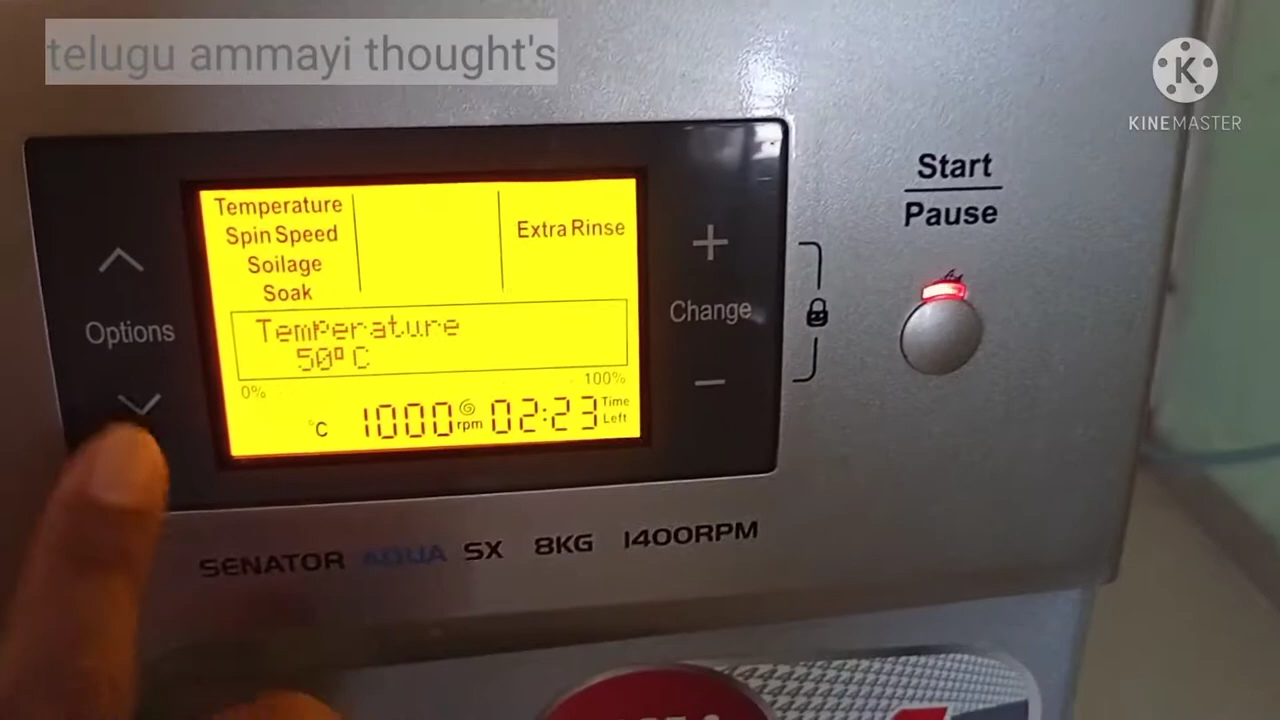 telugu ammayi thought's
KINEMASTER
Temperature
Spin Speed
Soilage
Soak
Extra Rinse
Temperature
50°C
0%
100%
°C 1000 rpm 02:23 Time Left
Options
+
Change
−
Start
Pause
SENATOR AQUA SX 8KG 1400RPM